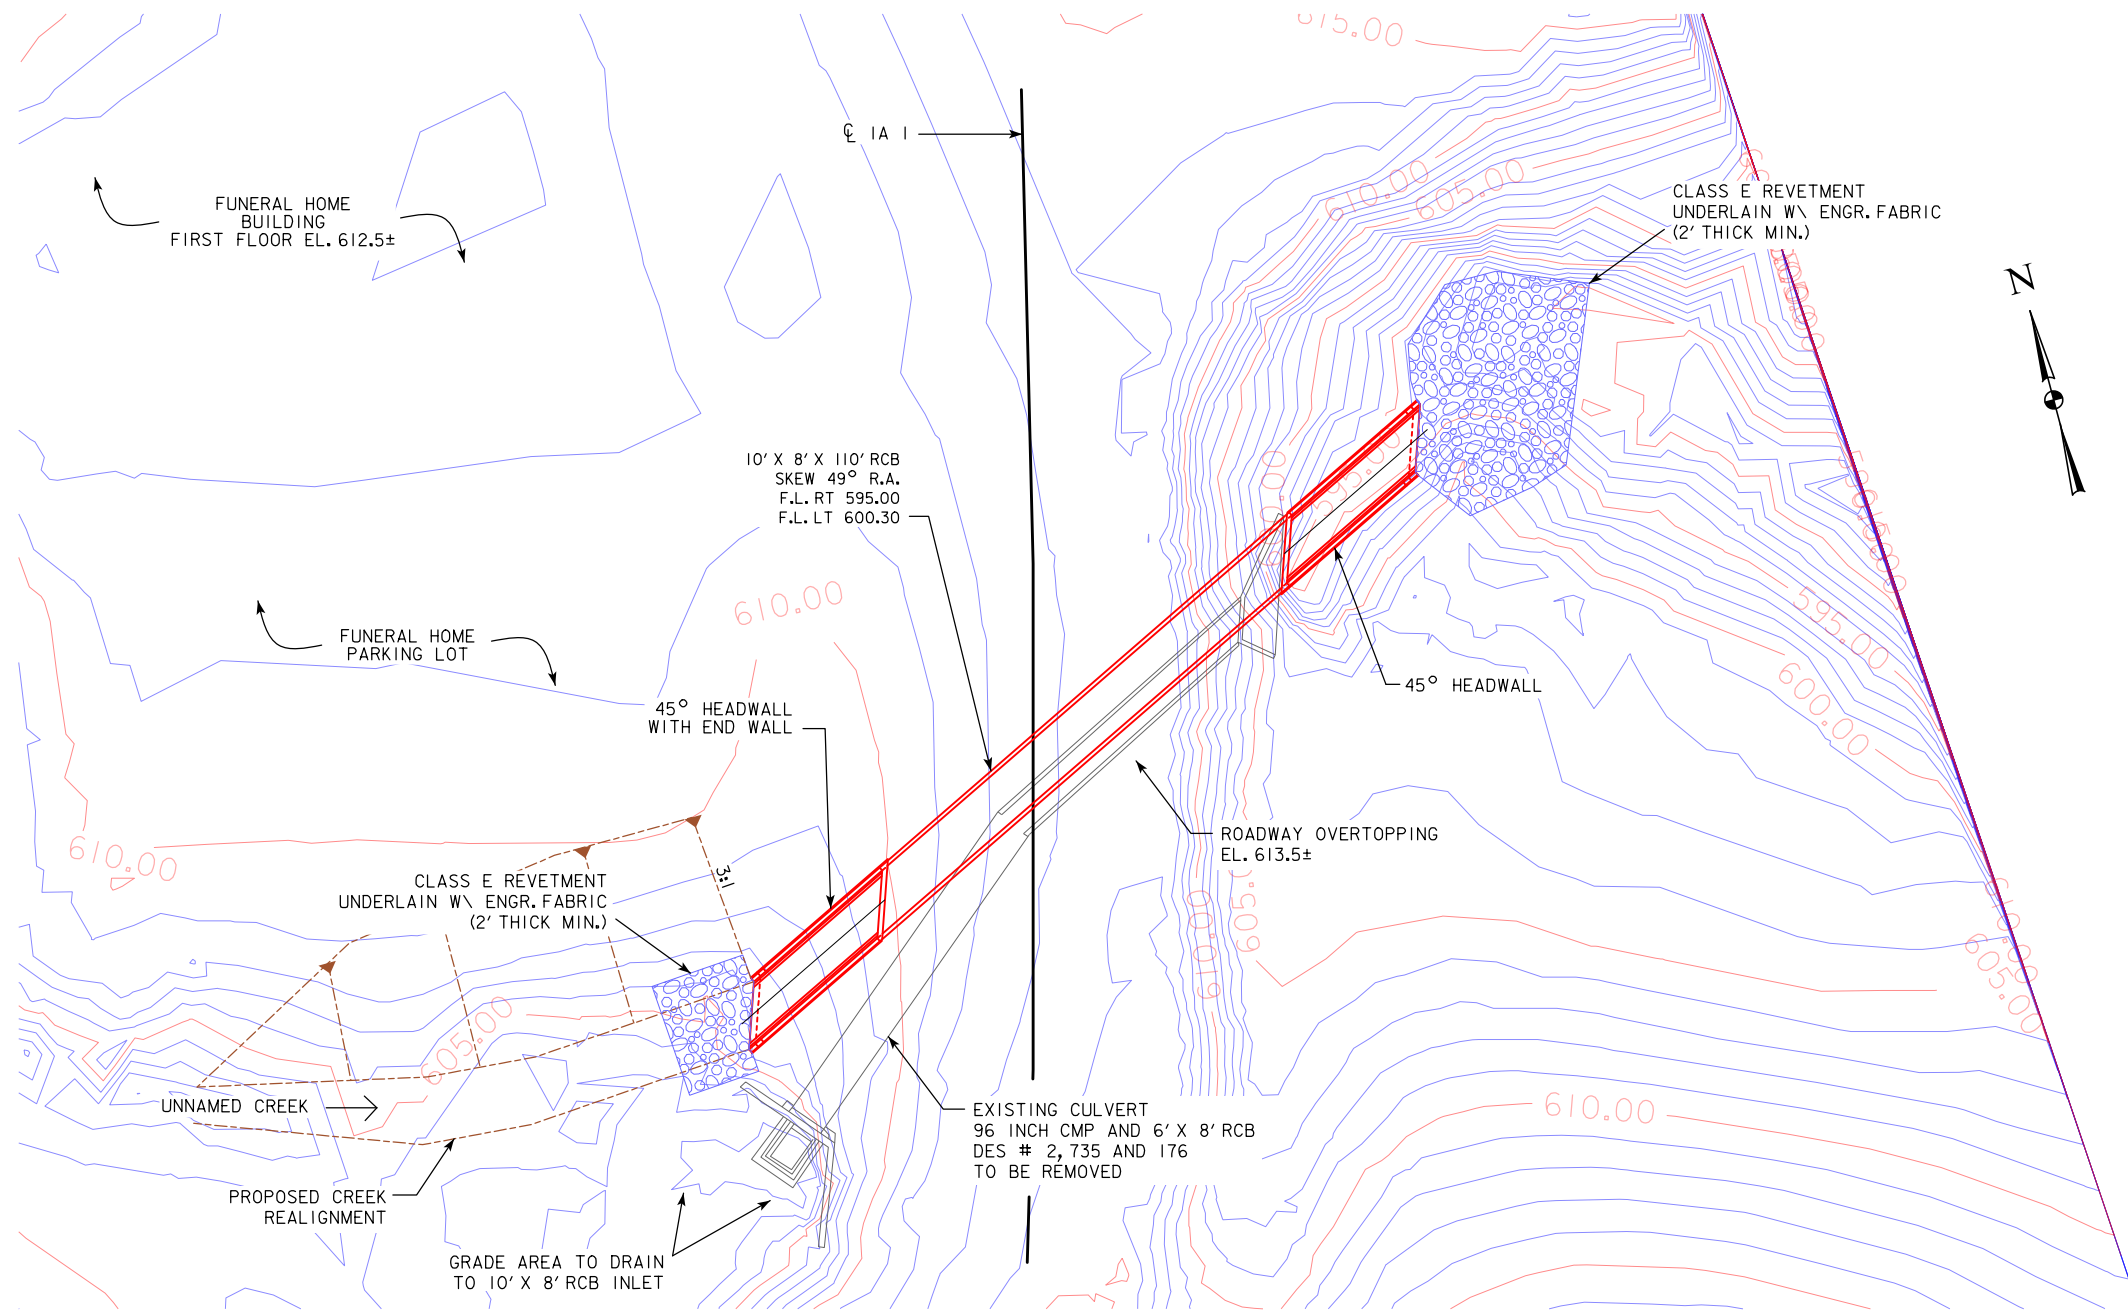 615.00
℄ IA 1
610.00
605.00
CLASS E REVETMENT
UNDERLAIN W\ ENGR. FABRIC
(2' THICK MIN.)
FUNERAL HOME
BUILDING
FIRST FLOOR EL. 612.5±
N
10' X 8' X 110' RCB
SKEW 49° R.A.
F.L. RT 595.00
F.L. LT 600.30
595.00
610.00
FUNERAL HOME
PARKING LOT
595.00
600.00
45° HEADWALL
45° HEADWALL
WITH END WALL
ROADWAY OVERTOPPING
EL. 613.5±
610.00
3:1
CLASS E REVETMENT
UNDERLAIN W\ ENGR. FABRIC
(2' THICK MIN.)
610.00
605.00
605.00
UNNAMED CREEK
EXISTING CULVERT
96 INCH CMP AND 6' X 8' RCB
DES # 2,735 AND 176
TO BE REMOVED
610.00
PROPOSED CREEK
REALIGNMENT
GRADE AREA TO DRAIN
TO 10' X 8' RCB INLET